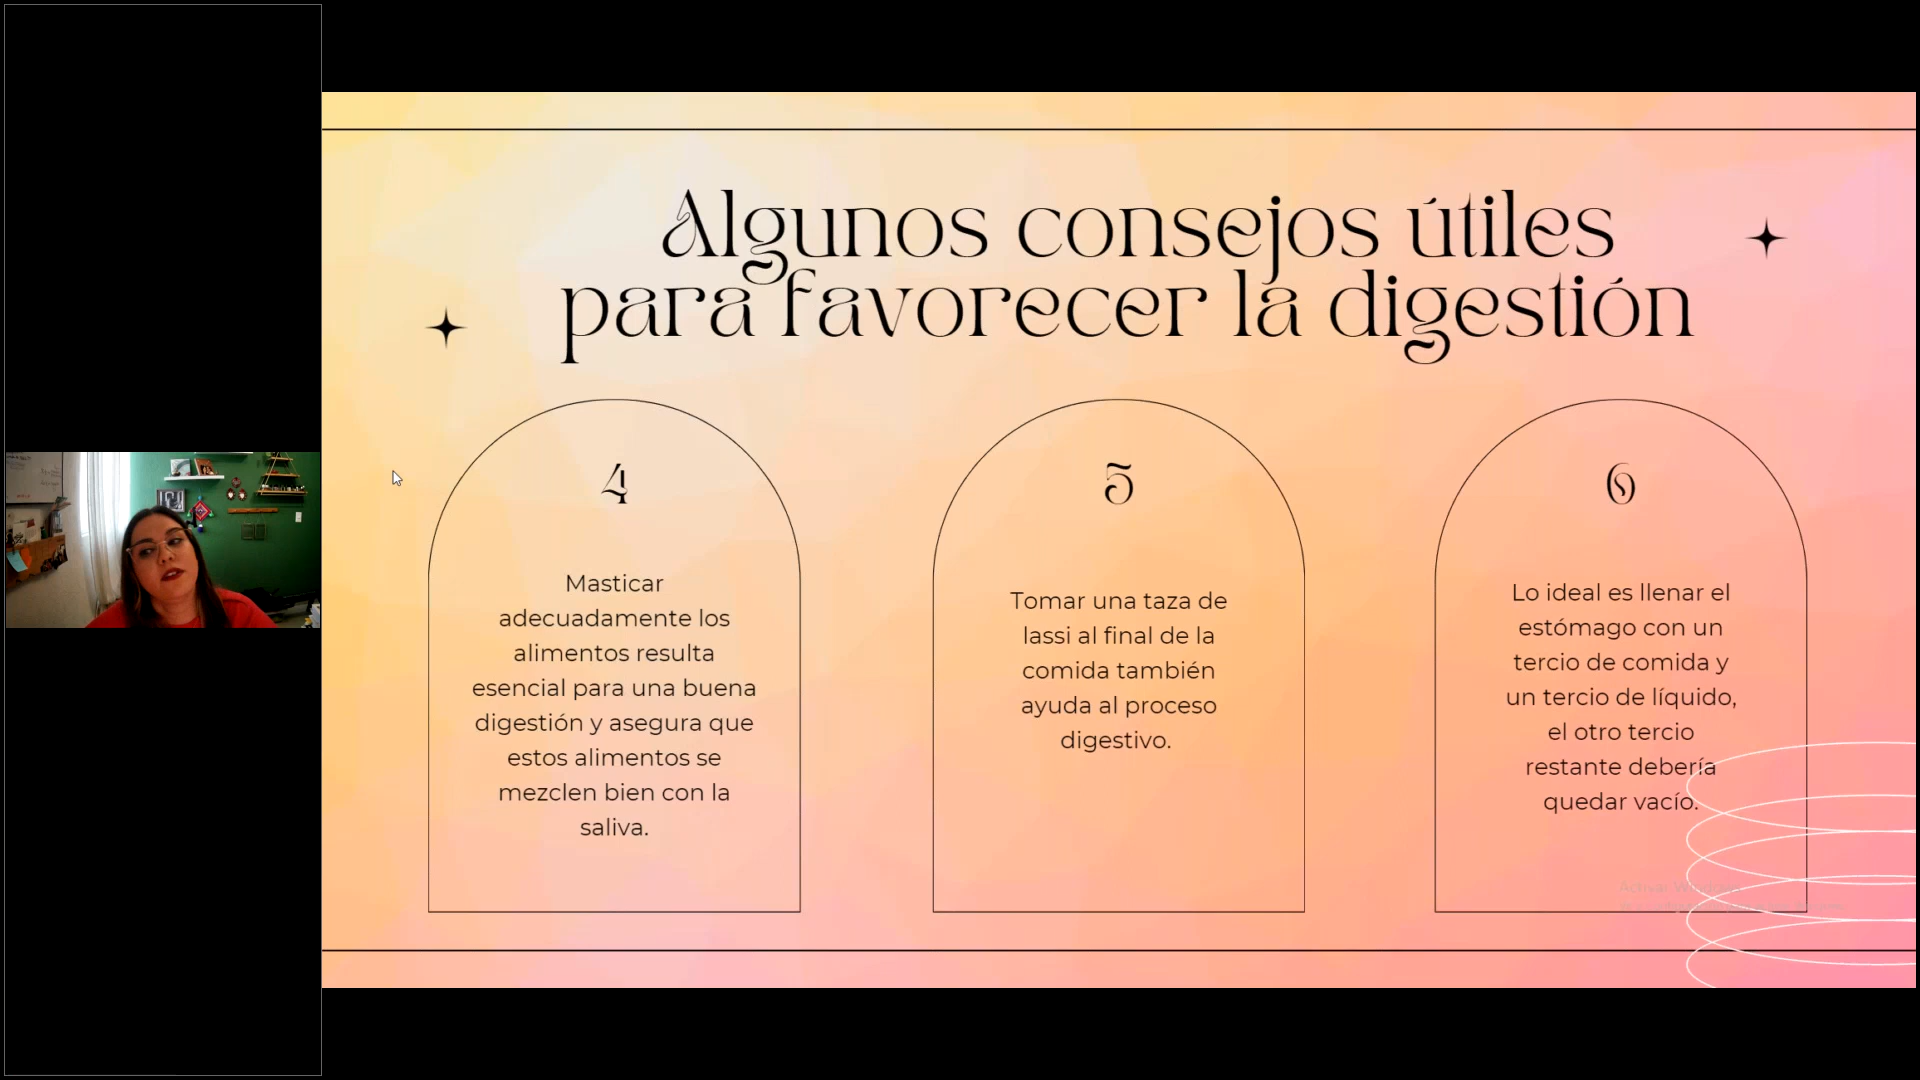 Algunos consejos útiles
para favorecer la digestión
4
Masticar
adecuadamente los
alimentos resulta
esencial para una buena
digestión y asegura que
estos alimentos se
mezclen bien con la
saliva.
5
Tomar una taza de
lassi al final de la
comida también
ayuda al proceso
digestivo.
6
Lo ideal es llenar el
estómago con un
tercio de comida y
un tercio de líquido,
el otro tercio
restante debería
quedar vacío.
Activar Windows